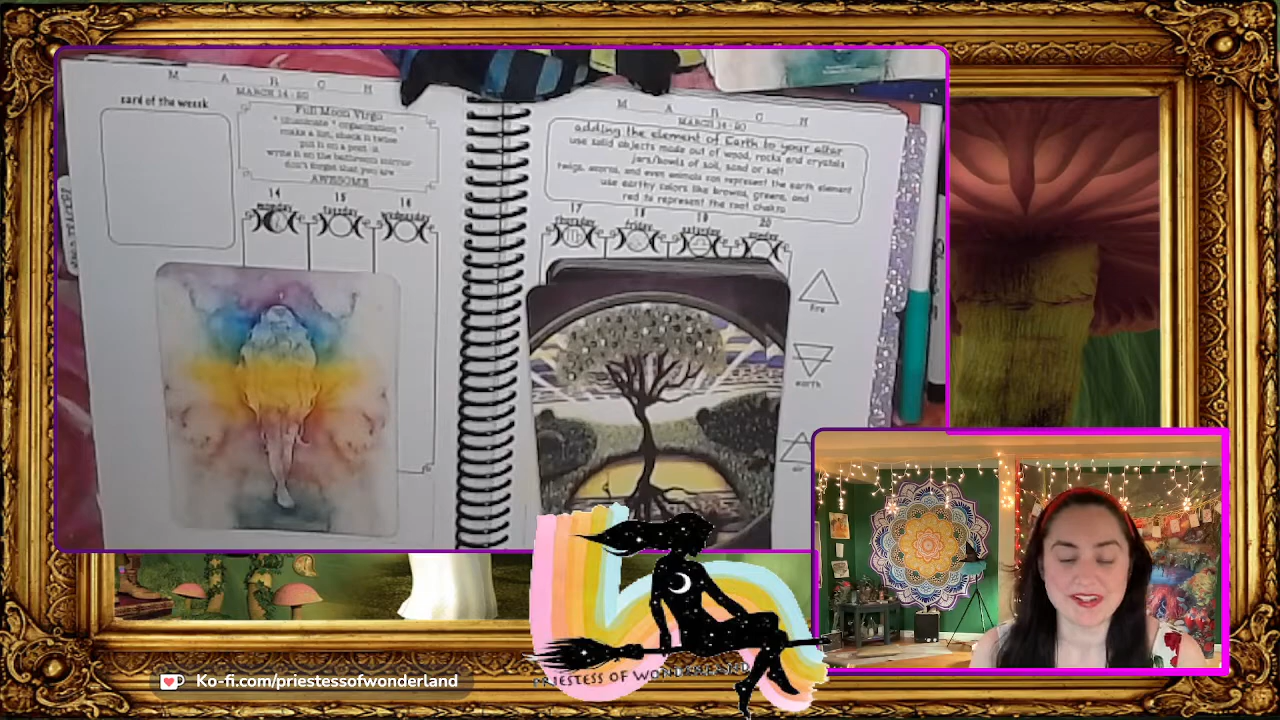 M A B G H
MARCH 14 - 20
card of the week
Full Moon Virgo
* illuminate * organization *
make a list, check it twice
put it on a post it
write it on the bathroom mirror
don't forget that you are
AWESOME
14
monday
15
tuesday
16
wednesday
M A B G H
MARCH 14 - 20
adding the element of Earth to your altar
use solid objects made out of wood, rocks and crystals
jars/bowls of soil, sand or salt
twigs, acorns, and even animals can represent the earth element
use earthy colors like browns, greens, and
red to represent the root chakra
17
thursday
18
friday
19
saturday
20
sunday
fire
earth
air
PRIESTESS OF WONDERLAND
Ko-fi.com/priestessofwonderland